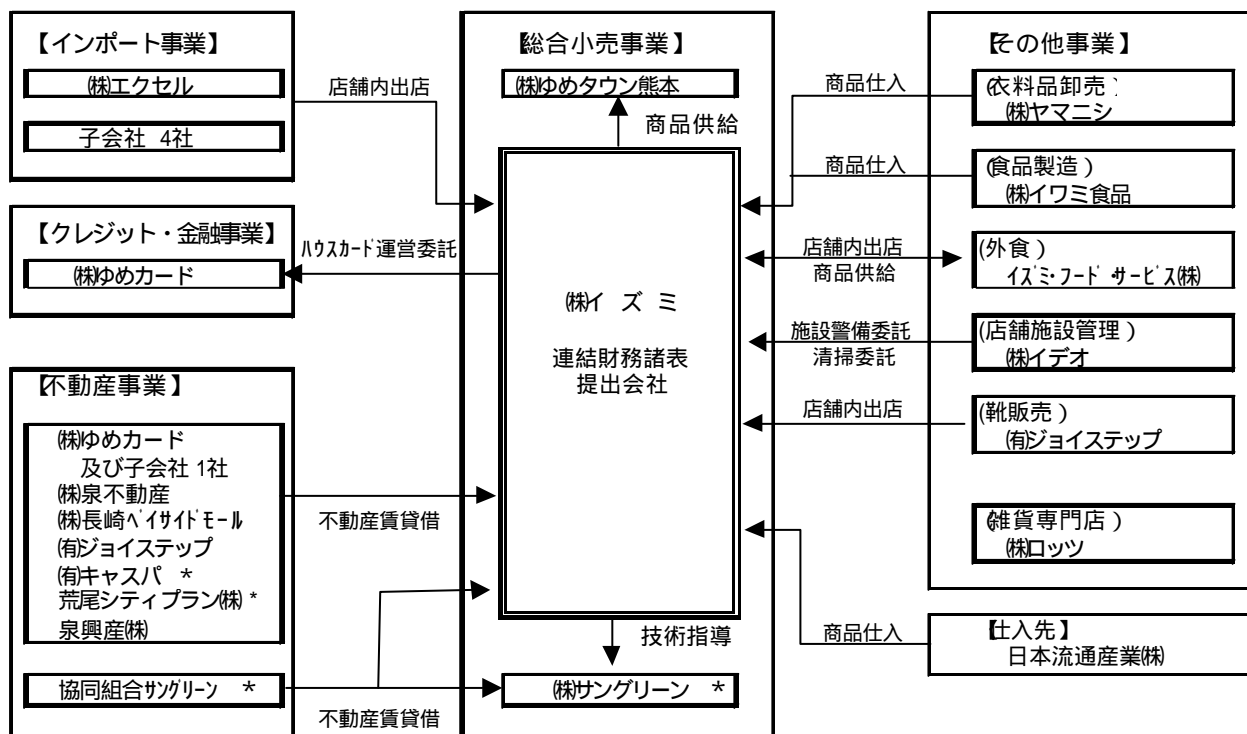 【インポート事業】
㈱エクセル
子会社 4社
店舗内出店
【クレジット・金融事業】
㈱ゆめカード
ﾊｳｽｶｰﾄﾞ運営委託
【不動産事業】
㈱ゆめカード
及び子会社 1社
㈱泉不動産
㈱長崎ﾍﾞｲｻｲﾄﾞﾓｰﾙ
㈲ジョイステップ
㈲キャスパ *
荒尾シティプラン㈱ *
泉興産㈱
不動産賃貸借
協同組合ｻﾝｸﾞﾘｰﾝ *
不動産賃貸借
【総合小売事業】
㈱ゆめタウン熊本
商品供給
㈱イ ズ ミ
連結財務諸表
提出会社
技術指導
㈱サングリーン *
商品仕入
商品仕入
店舗内出店
商品供給
施設警備委託
清掃委託
店舗内出店
商品仕入
【その他事業】
(衣料品卸売)
㈱ヤマニシ
(食品製造)
㈱イワミ食品
(外食)
ｲｽﾞﾐ･ﾌｰﾄﾞ･ｻｰﾋﾞｽ㈱
(店舗施設管理)
㈱イデオ
(靴販売)
㈲ジョイステップ
(雑貨専門店)
㈱ロッツ
【仕入先】
日本流通産業㈱